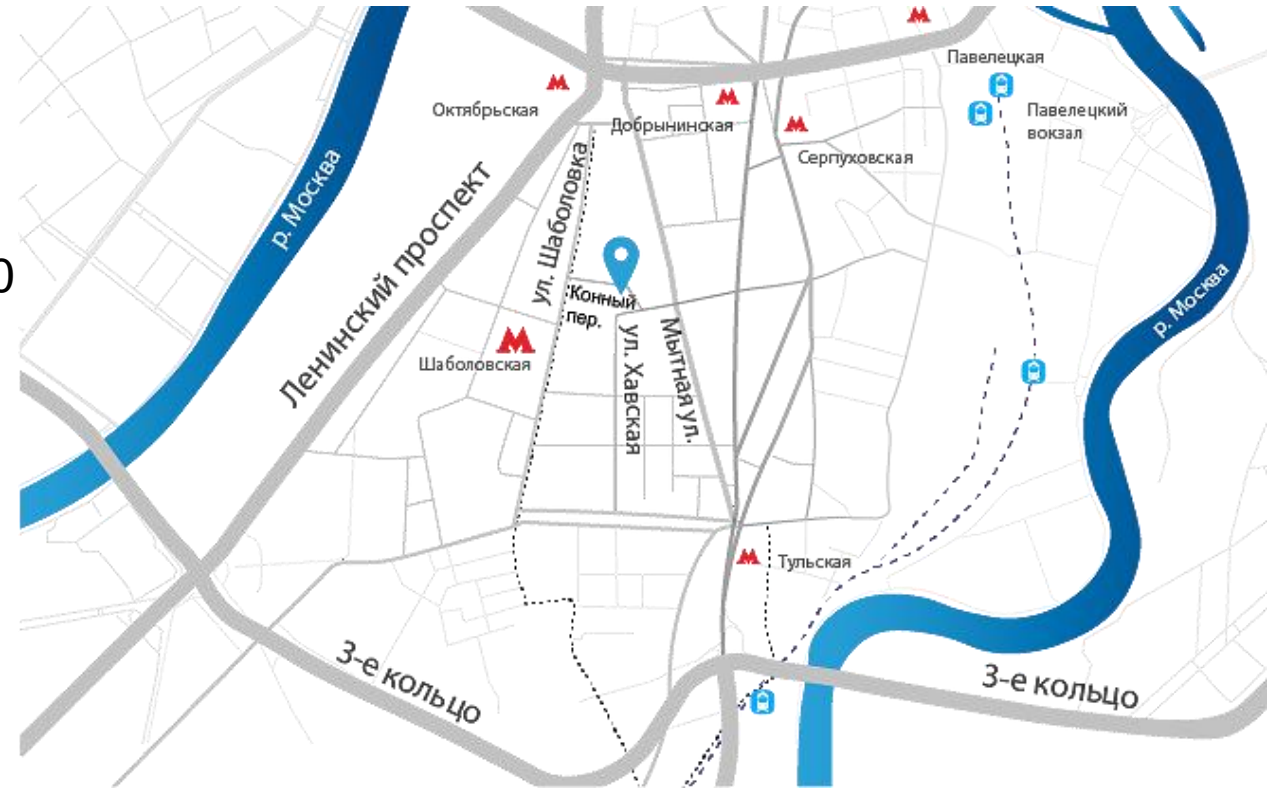 Павелецкая
Октябрьская
Добрынинская
Павелецкий
вокзал
Серпуховская
р. Москва
Ленинский проспект
ул. Шаболовка
0
Конный
пер.
р. Москва
Шаболовская
ул. Хавская
Мытная ул.
Тульская
3-е кольцо
3-е кольцо